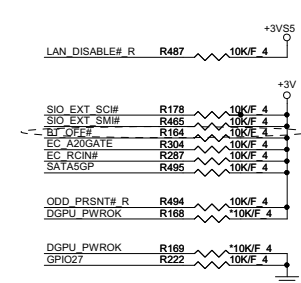 +3VS5
LAN_DISABLE#_R R487 10K/F_4
+3V
SIO_EXT_SCI# R178 10K/F_4
SIO_EXT_SMI# R465 10K/F_4
BT_OFF# R164 10K/F_4
EC_A20GATE R304 10K/F_4
EC_RCIN# R287 10K/F_4
SATA5GP R495 10K/F_4
ODD_PRSNT#_R R494 10K/F_4
DGPU_PWROK R168 *10K/F_4
DGPU_PWROK R169 *10K/F_4
GPIO27 R222 10K/F_4